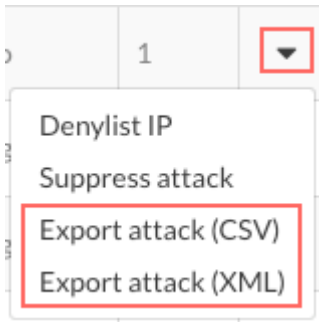 1
Denylist IP
Suppress attack
Export attack (CSV)
Export attack (XML)